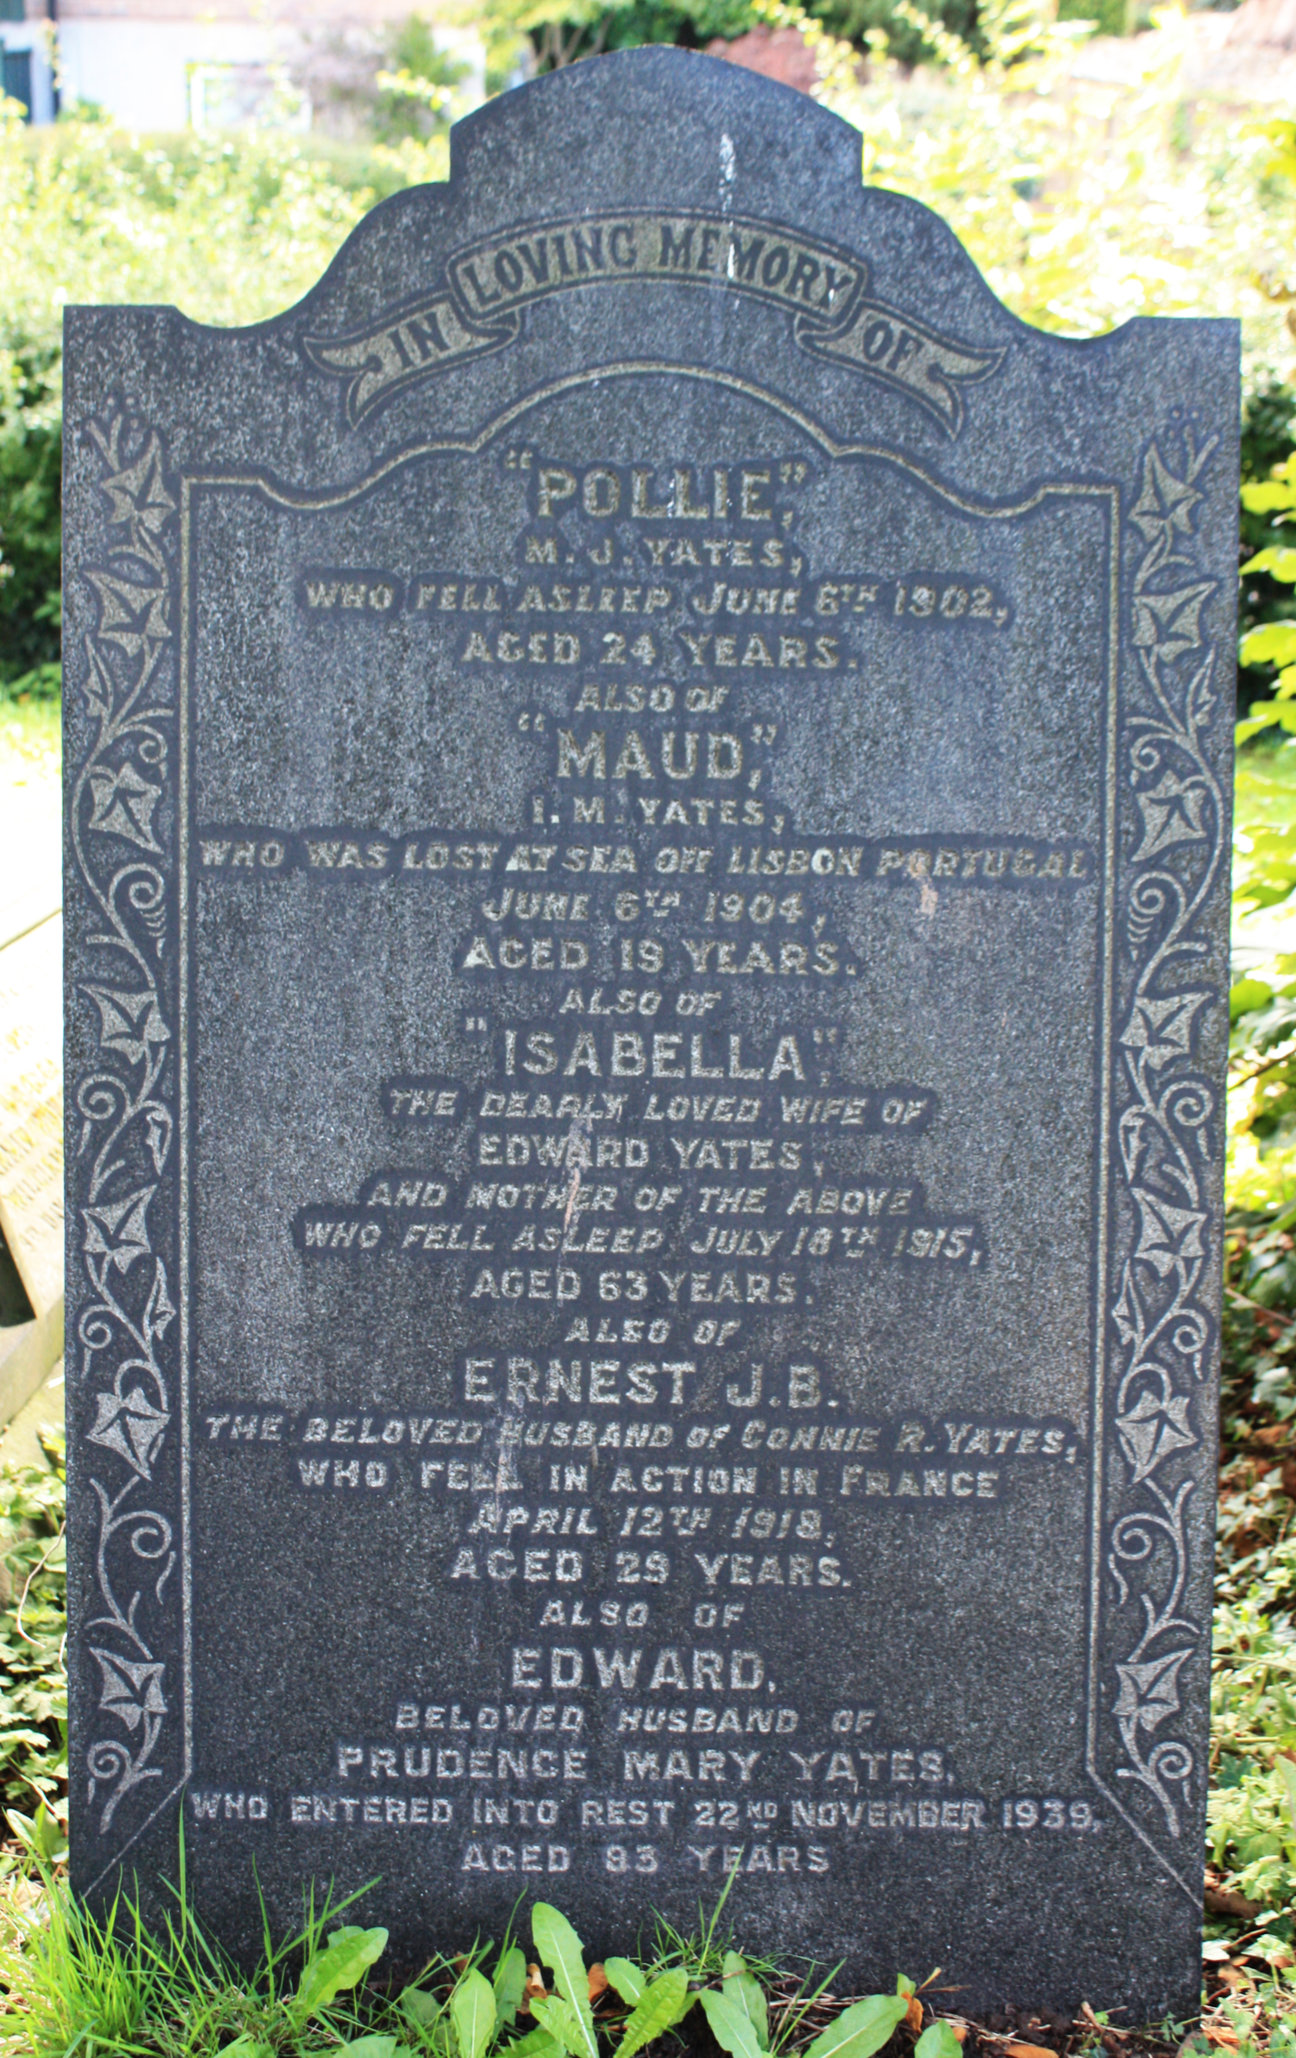 IN LOVING MEMORY OF
"POLLIE",
M. J. YATES,
WHO FELL ASLEEP JUNE 6TH 1902,
AGED 24 YEARS.
ALSO OF
"MAUD",
I. M. YATES,
WHO WAS LOST AT SEA OFF LISBON PORTUGAL
JUNE 6TH 1904,
AGED 19 YEARS.
ALSO OF
"ISABELLA",
THE DEARLY LOVED WIFE OF
EDWARD YATES,
AND MOTHER OF THE ABOVE
WHO FELL ASLEEP JULY 18TH 1915,
AGED 63 YEARS.
ALSO OF
ERNEST J.B.
THE BELOVED HUSBAND OF CONNIE R. YATES,
WHO FELL IN ACTION IN FRANCE
APRIL 12TH 1918,
AGED 29 YEARS.
ALSO OF
EDWARD,
BELOVED HUSBAND OF
PRUDENCE MARY YATES,
WHO ENTERED INTO REST 22ND NOVEMBER 1939,
AGED 83 YEARS